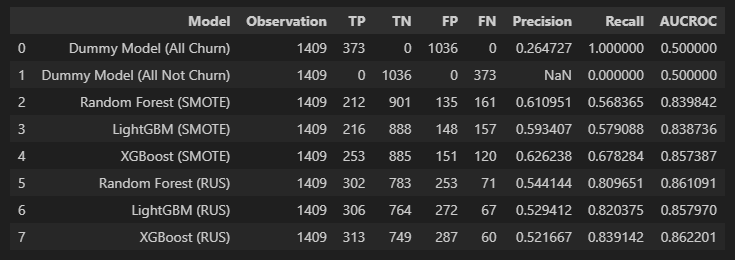 Model Observation TP TN FP FN Precision Recall AUCROC
0 Dummy Model (All Churn) 1409 373 0 1036 0 0.264727 1.000000 0.500000
1 Dummy Model (All Not Churn) 1409 0 1036 0 373 NaN 0.000000 0.500000
2 Random Forest (SMOTE) 1409 212 901 135 161 0.610951 0.568365 0.839842
3 LightGBM (SMOTE) 1409 216 888 148 157 0.593407 0.579088 0.838736
4 XGBoost (SMOTE) 1409 253 885 151 120 0.626238 0.678284 0.857387
5 Random Forest (RUS) 1409 302 783 253 71 0.544144 0.809651 0.861091
6 LightGBM (RUS) 1409 306 764 272 67 0.529412 0.820375 0.857970
7 XGBoost (RUS) 1409 313 749 287 60 0.521667 0.839142 0.862201